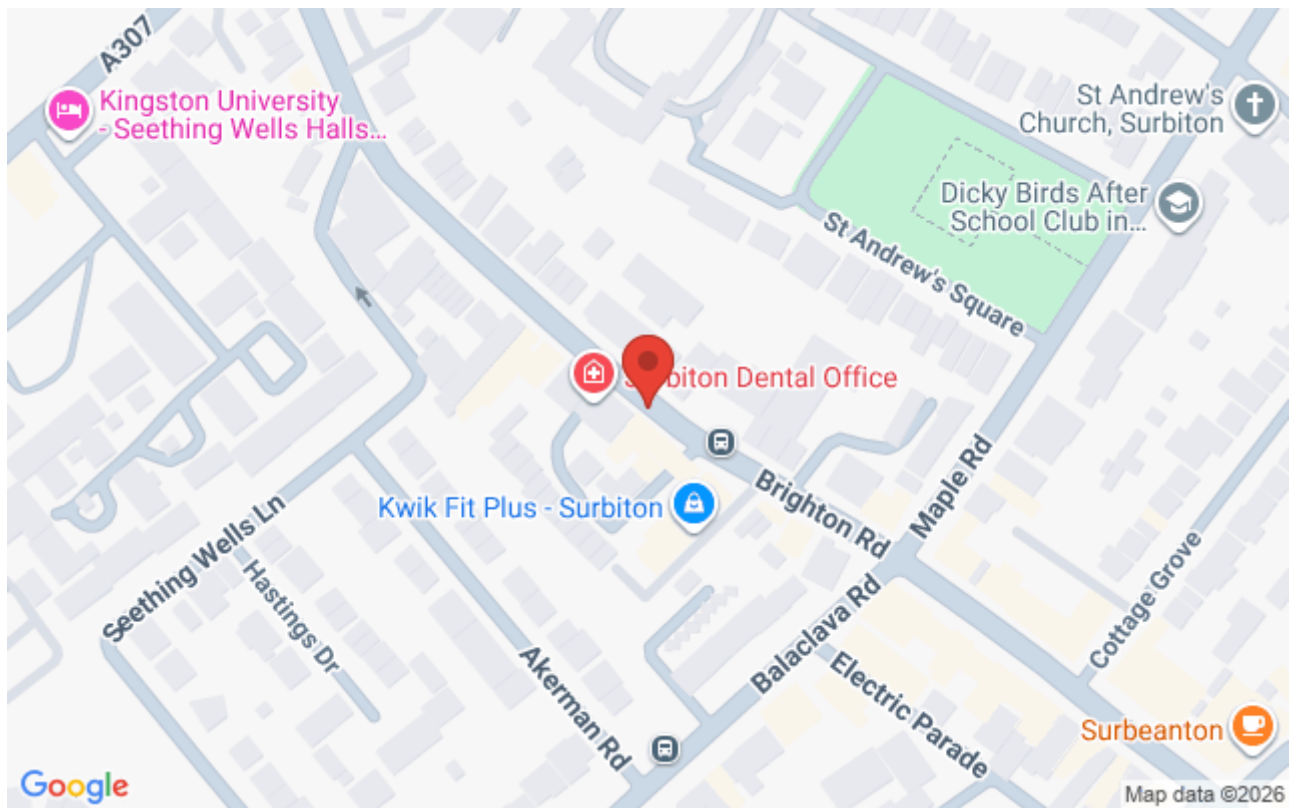 A307
Kingston University
- Seething Wells Halls...
St Andrew's
Church, Surbiton
Dicky Birds After
School Club in...
St Andrew's Square
Surbiton Dental Office
Kwik Fit Plus - Surbiton
Brighton Rd
Maple Rd
Seething Wells Ln
Hastings Dr
Akerman Rd
Balaclava Rd
Electric Parade
Cottage Grove
Surbeanton
Google
Map data ©2026